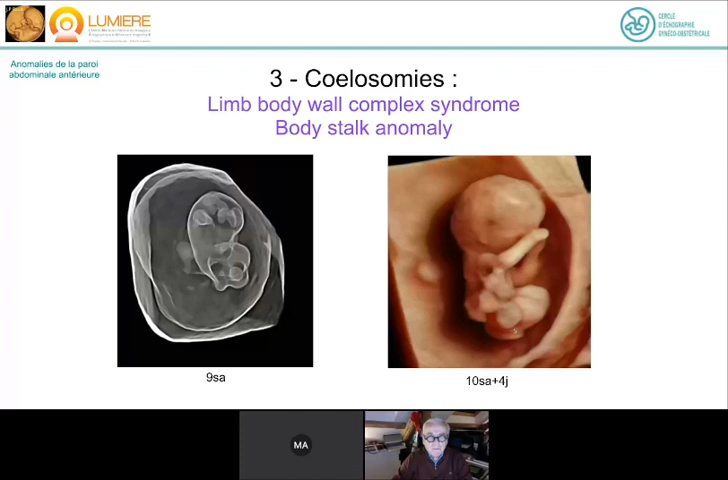 LUMIERE
CERCLE
D'ÉCHOGRAPHIE
GYNÉCO-OBSTÉTRICALE
Anomalies de la paroi
abdominale antérieure
3 - Coelosomies :
Limb body wall complex syndrome
Body stalk anomaly
9sa
10sa+4j
MA